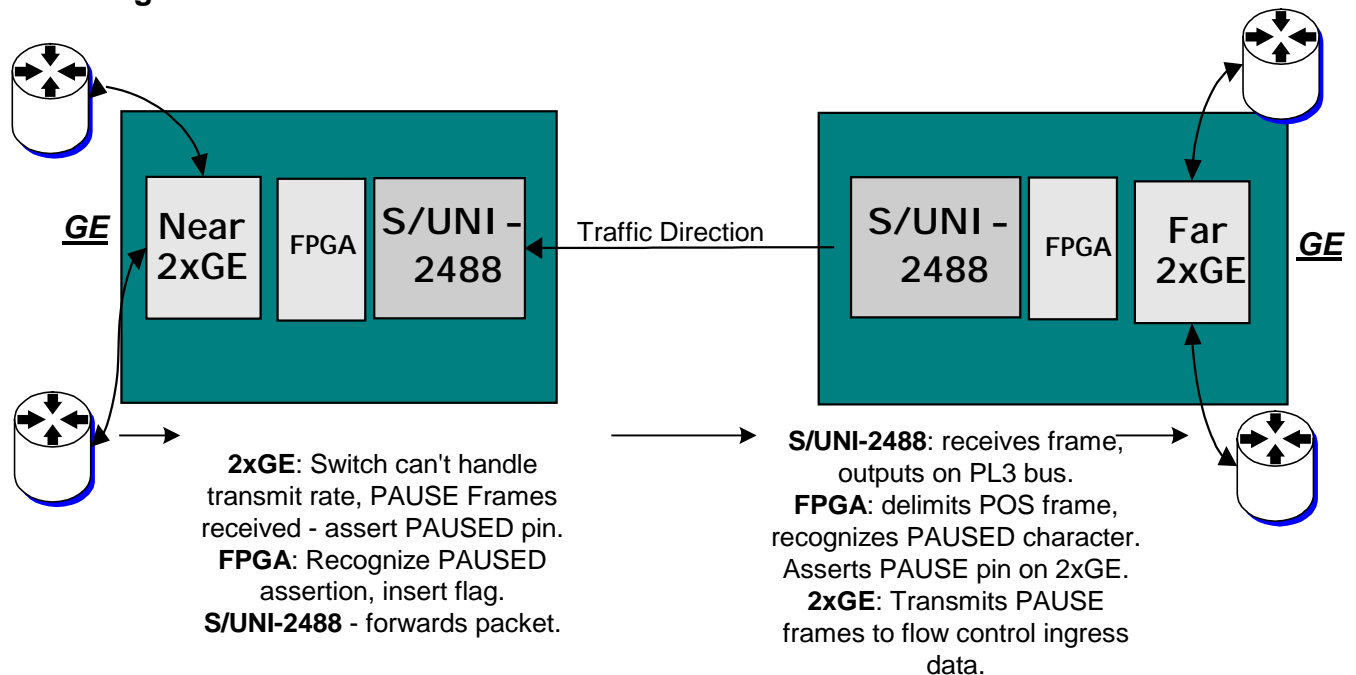 GE
Near
2xGE
FPGA
S/UNI -
2488
Traffic Direction
S/UNI -
2488
FPGA
Far
2xGE
GE
2xGE: Switch can't handle
transmit rate, PAUSE Frames
received - assert PAUSED pin.
FPGA: Recognize PAUSED
assertion, insert flag.
S/UNI-2488 - forwards packet.
S/UNI-2488: receives frame,
outputs on PL3 bus.
FPGA: delimits POS frame,
recognizes PAUSED character.
Asserts PAUSE pin on 2xGE.
2xGE: Transmits PAUSE
frames to flow control ingress
data.